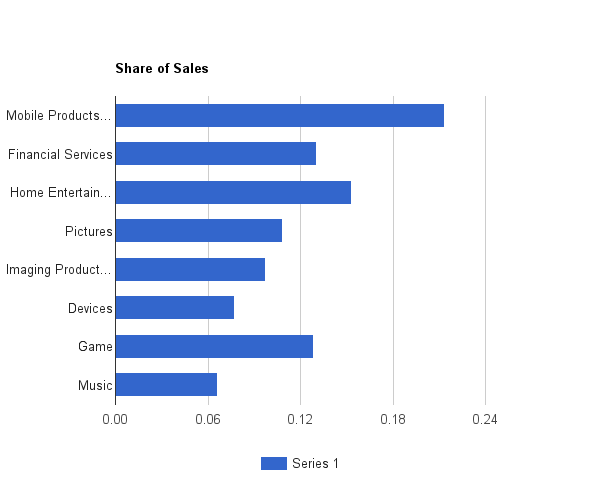 Share of Sales
Mobile Products...
Financial Services
Home Entertain...
Pictures
Imaging Product...
Devices
Game
Music
0.00 0.06 0.12 0.18 0.24
Series 1